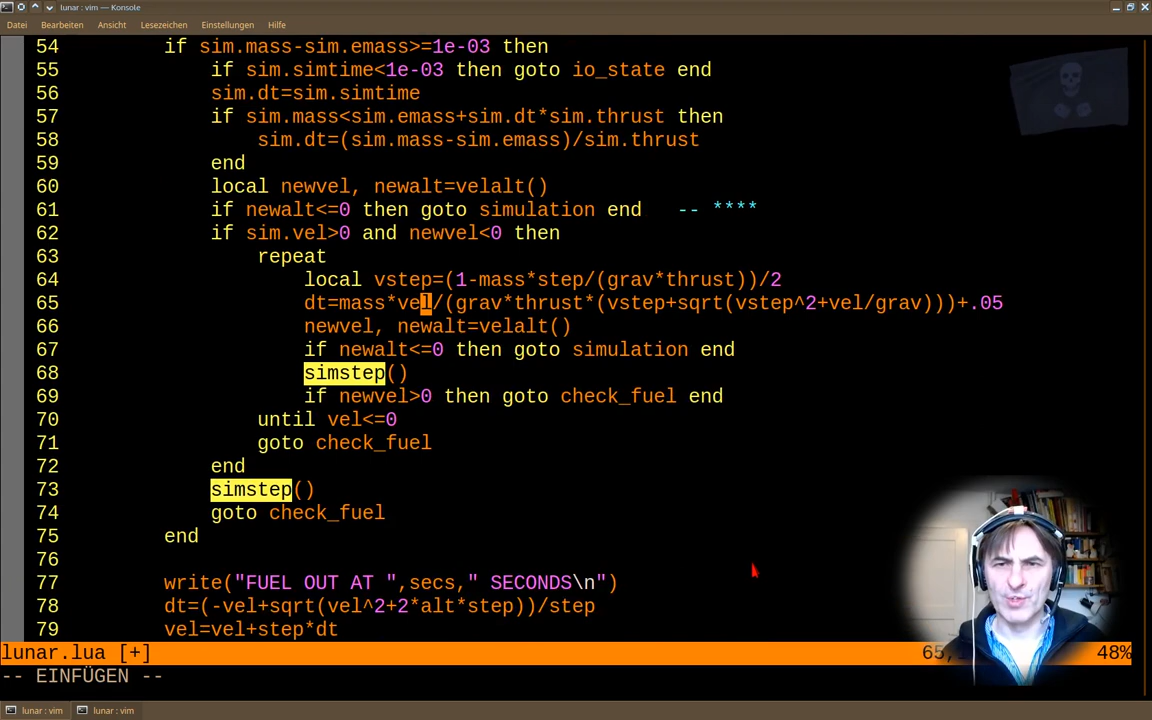 lunar : vim — Konsole
Datei Bearbeiten Ansicht Lesezeichen Einstellungen Hilfe
54 if sim.mass-sim.emass>=1e-03 then
55 if sim.simtime<1e-03 then goto io_state end
56 sim.dt=sim.simtime
57 if sim.mass<sim.emass+sim.dt*sim.thrust then
58 sim.dt=(sim.mass-sim.emass)/sim.thrust
59 end
60 local newvel, newalt=velalt()
61 if newalt<=0 then goto simulation end -- ****
62 if sim.vel>0 and newvel<0 then
63 repeat
64 local vstep=(1-mass*step/(grav*thrust))/2
65 dt=mass*vel/(grav*thrust*(vstep+sqrt(vstep^2+vel/grav)))+.05
66 newvel, newalt=velalt()
67 if newalt<=0 then goto simulation end
68 simstep()
69 if newvel>0 then goto check_fuel end
70 until vel<=0
71 goto check_fuel
72 end
73 simstep()
74 goto check_fuel
75 end
76
77 write("FUEL OUT AT ",secs," SECONDS\n")
78 dt=(-vel+sqrt(vel^2+2*alt*step))/step
79 vel=vel+step*dt
lunar.lua [+] 65, 48%
-- EINFÜGEN --
lunar : vim lunar : vim